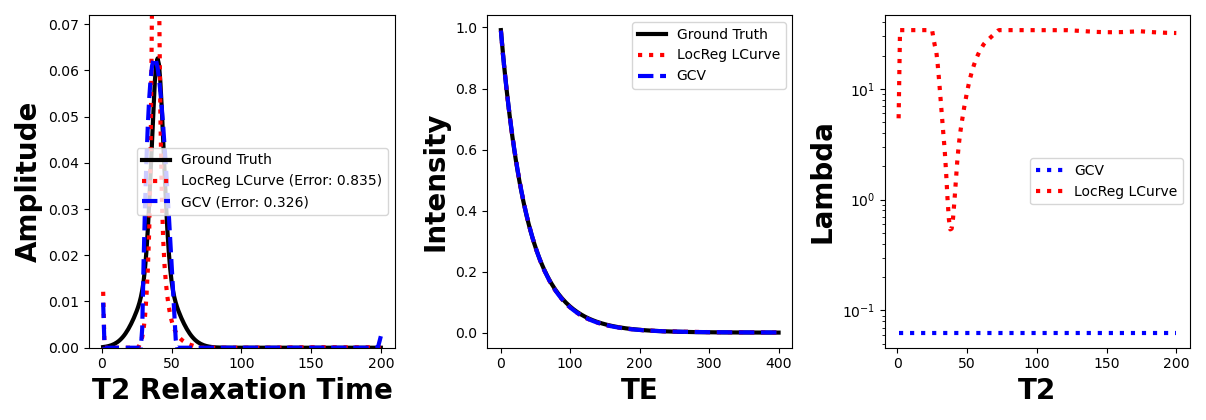 0.07
0.06
0.05
0.04
0.03
0.02
0.01
0.00
Amplitude
Ground Truth
LocReg LCurve (Error: 0.835)
GCV (Error: 0.326)
0
50
100
150
200
T2 Relaxation Time
1.0
0.8
0.6
0.4
0.2
0.0
Intensity
Ground Truth
LocReg LCurve
GCV
0
100
200
300
400
TE
10¹
10⁰
10⁻¹
Lambda
GCV
LocReg LCurve
0
50
100
150
200
T2